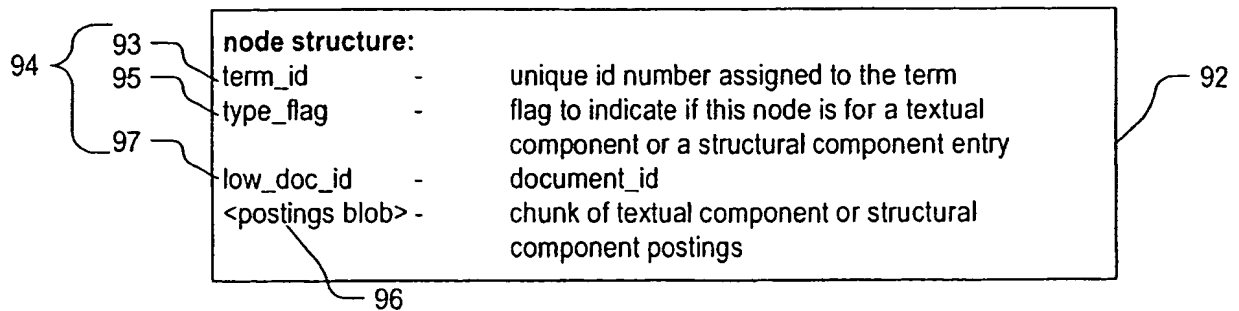 node structure:
94
93
95
97
term_id - unique id number assigned to the term
type_flag - flag to indicate if this node is for a textual
component or a structural component entry
low_doc_id - document_id
<postings blob> - chunk of textual component or structural
component postings
92
96